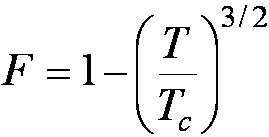 F = 1 − (T / T_c)^{3/2}